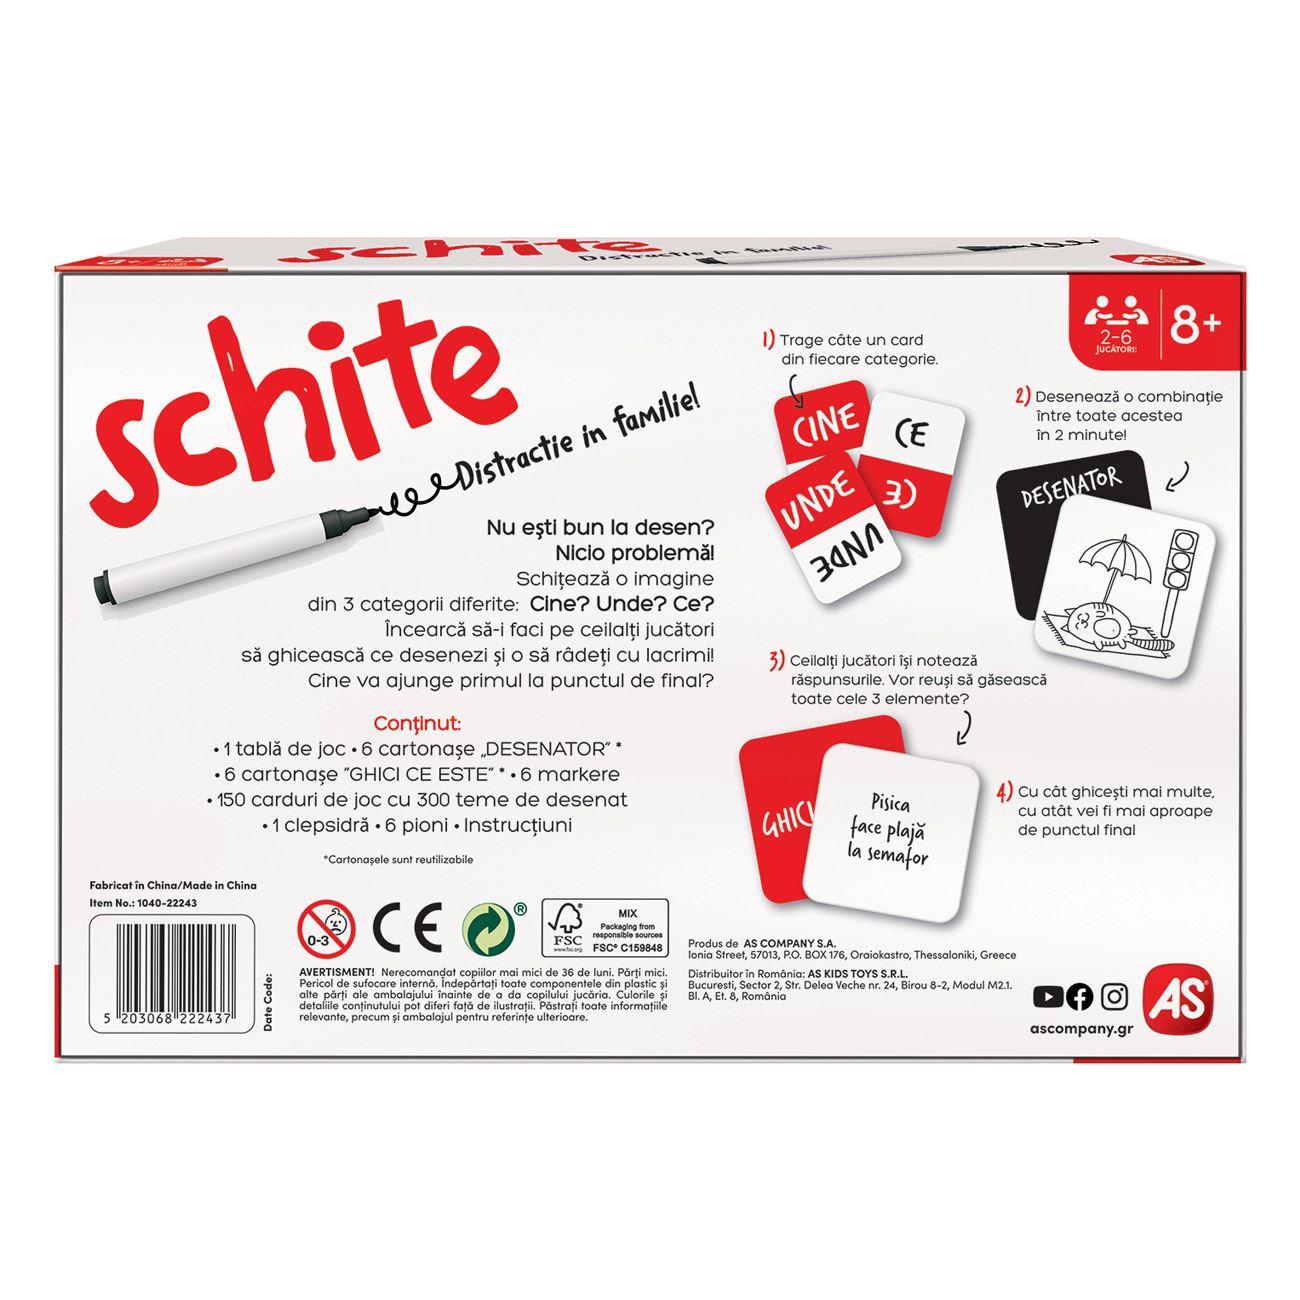 schite
Distractie in familie!
8+
AS
schite
Distractie in familie!
2-6
JUCĂTORI:
8+
Nu ești bun la desen?
Nicio problemă!
Schițează o imagine
din 3 categorii diferite: Cine? Unde? Ce?
Încearcă să-i faci pe ceilalți jucători
să ghicească ce desenezi și o să râdeți cu lacrimi!
Cine va ajunge primul la punctul de final?
Conținut:
• 1 tablă de joc • 6 cartonașe „DESENATOR” *
• 6 cartonașe ”GHICI CE ESTE” * • 6 markere
• 150 carduri de joc cu 300 teme de desenat
• 1 clepsidră • 6 pioni • Instrucțiuni
*Cartonașele sunt reutilizabile
1) Trage câte un card
din fiecare categorie.
CINE
CE
CE
UNDE
UNDE
2) Desenează o combinație
între toate acestea
în 2 minute!
DESENATOR
3) Ceilalți jucători își notează
răspunsurile. Vor reuși să găsească
toate cele 3 elemente?
GHICI
Pisica
face plajă
la semafor
4) Cu cât ghicești mai multe,
cu atât vei fi mai aproape
de punctul final
Fabricat în China/Made in China
Item No.: 1040-22243
5 203068 222437
Date Code:
0-3
CE
®
FSC
www.fsc.org
MIX
Packaging from
responsible sources
FSC® C159848
AVERTISMENT! Nerecomandat copiilor mai mici de 36 de luni. Părți mici.
Pericol de sufocare internă. Îndepărtați toate componentele din plastic și
alte părți ale ambalajului înainte de a da copilului jucăria. Culorile și
detaliile conținutului pot diferi față de ilustrații. Păstrați toate informațiile
relevante, precum și ambalajul pentru referințe ulterioare.
Produs de AS COMPANY S.A.
Ionia Street, 57013, P.O. BOX 176, Oraiokastro, Thessaloniki, Greece
Distribuitor în România: AS KIDS TOYS S.R.L.
Bucuresti, Sector 2, Str. Delea Veche nr. 24, Birou 8-2, Modul M2.1.
Bl. A, Et. 8, România
ascompany.gr
AS